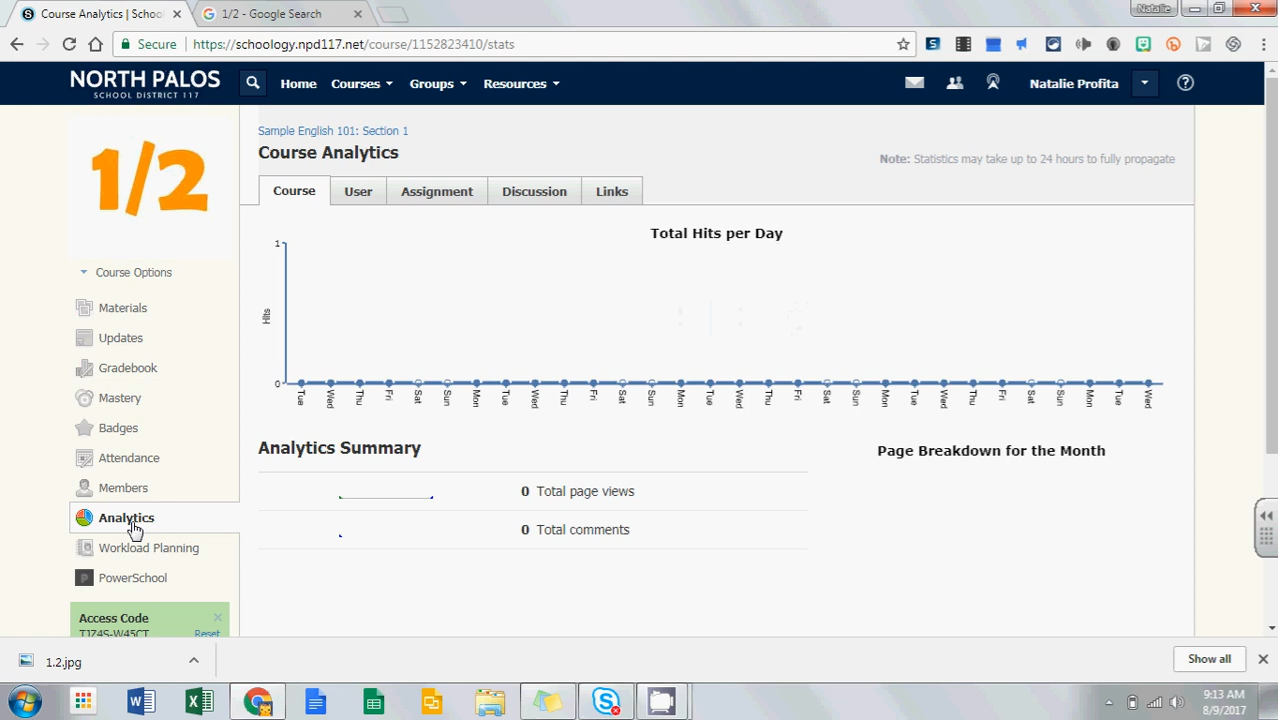 Course Analytics | Schoo
1/2 - Google Search
Natalie
Secure
https://schoology.npd117.net/course/1153823410/stats
NORTH PALOS
SCHOOL DISTRICT 117
Home
Courses
Groups
Resources
Natalie Profita
1/2
Sample English 101: Section 1
Course Analytics
Note: Statistics may take up to 24 hours to fully propagate
Course
User
Assignment
Discussion
Links
Total Hits per Day
1
Hits
0
Tue Wed Thu Fri Sat Sun Mon Tue Wed Thu Fri Sat Sun Mon Tue Wed Thu Fri Sat Sun Mon Tue Wed Thu Fri Sat Sun Mon Tue Wed
Course Options
Materials
Updates
Gradebook
Mastery
Badges
Attendance
Members
Analytics
Workload Planning
PowerSchool
Analytics Summary
0 Total page views
0 Total comments
Page Breakdown for the Month
Access Code
TJZ4S-W45CT
Reset
1.2.jpg
Show all
9:13 AM
8/9/2017